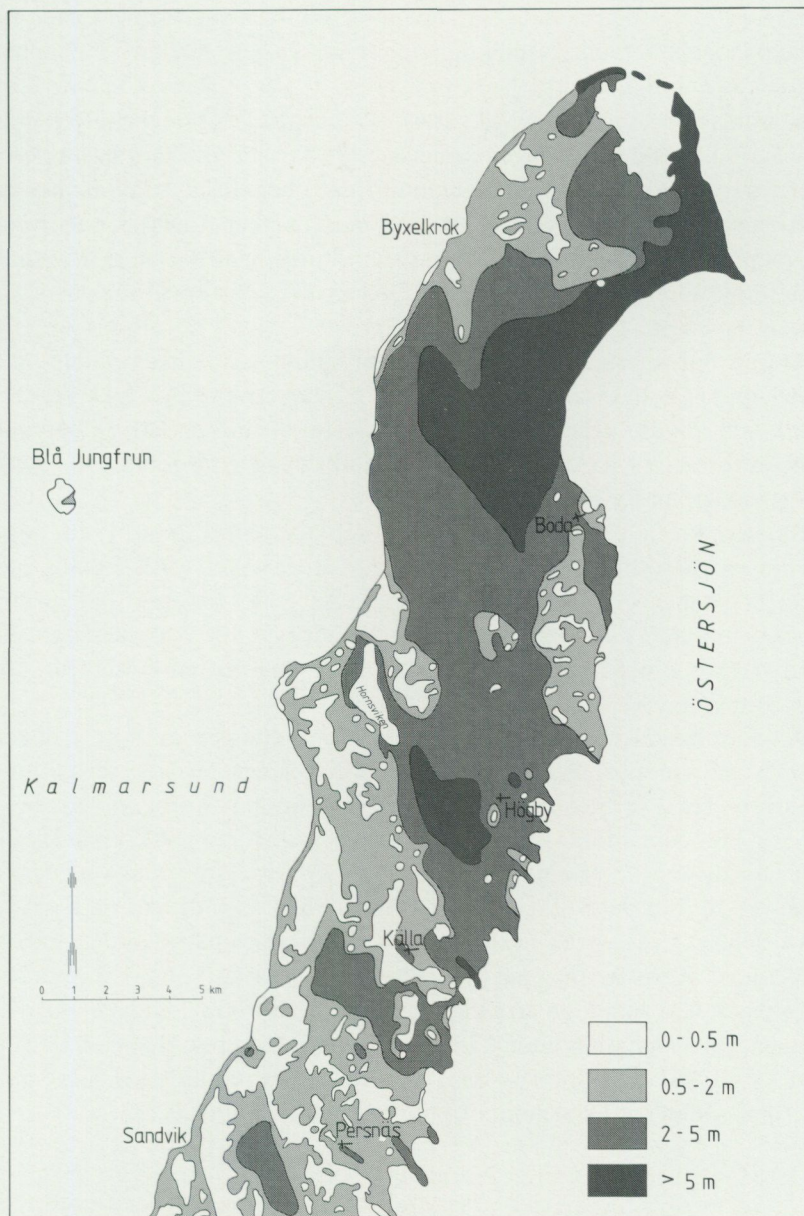 Byxelkrok
Blå Jungfrun
Böda
ÖSTERSJÖN
Hornsviken
Kalmarsund
Högby
Källa
0 1 2 3 4 5 km
0 - 0.5 m
0.5 - 2 m
2 - 5 m
> 5 m
Sandvik
Persnäs